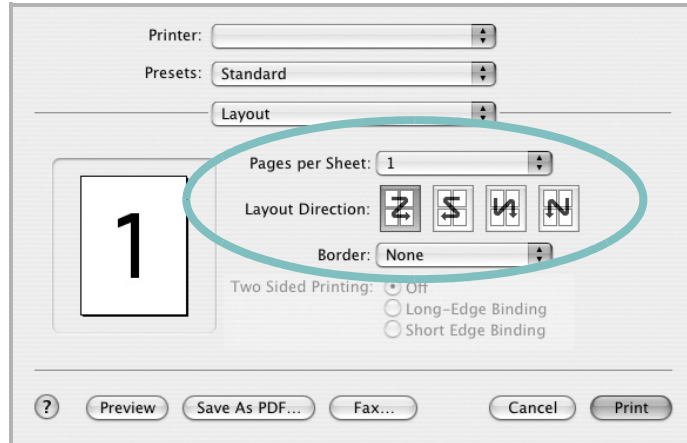 Printer:
Presets: Standard
Layout
Pages per Sheet: 1
Layout Direction:
Border: None
1
Two Sided Printing: Off
Long-Edge Binding
Short Edge Binding
? Preview Save As PDF... Fax... Cancel Print